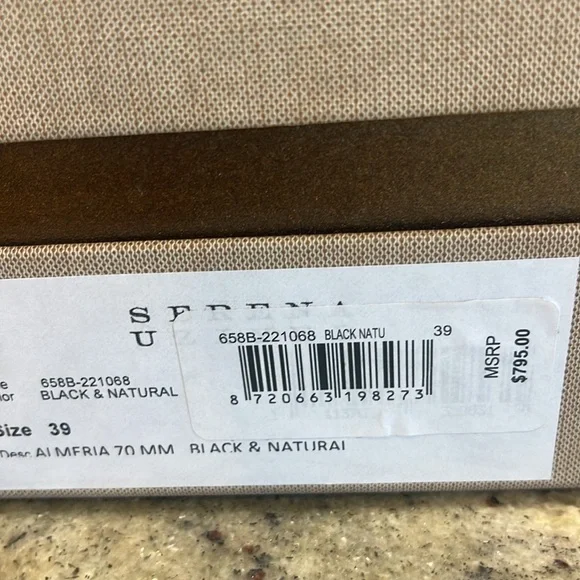 SERENA
U
658B-221068 BLACK NATU 39
8 720663 198273
MSRP
$795.00
658B-221068
BLACK & NATURAL
Size 39
Desc ALMERIA 70 MM BLACK & NATURAL